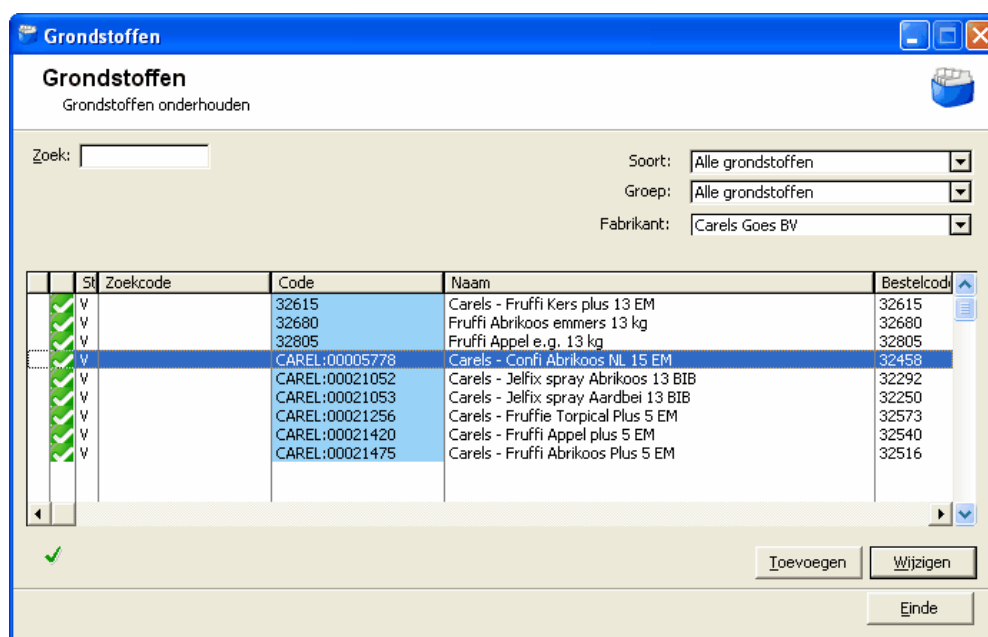 Grondstoffen
Grondstoffen
Grondstoffen onderhouden
Zoek:
Soort: Alle grondstoffen
Groep: Alle grondstoffen
Fabrikant: Carels Goes BV
St Zoekcode Code Naam Bestelcod
V 32615 Carels - Fruffi Kers plus 13 EM 32615
V 32680 Fruffi Abrikoos emmers 13 kg 32680
V 32805 Fruffi Appel e.g. 13 kg 32805
V CAREL:00005778 Carels - Confi Abrikoos NL 15 EM 32458
V CAREL:00021052 Carels - Jelfix spray Abrikoos 13 BIB 32292
V CAREL:00021053 Carels - Jelfix spray Aardbei 13 BIB 32250
V CAREL:00021256 Carels - Fruffie Torpical Plus 5 EM 32573
V CAREL:00021420 Carels - Fruffi Appel plus 5 EM 32540
V CAREL:00021475 Carels - Fruffi Abrikoos Plus 5 EM 32516
Toevoegen Wijzigen
Einde